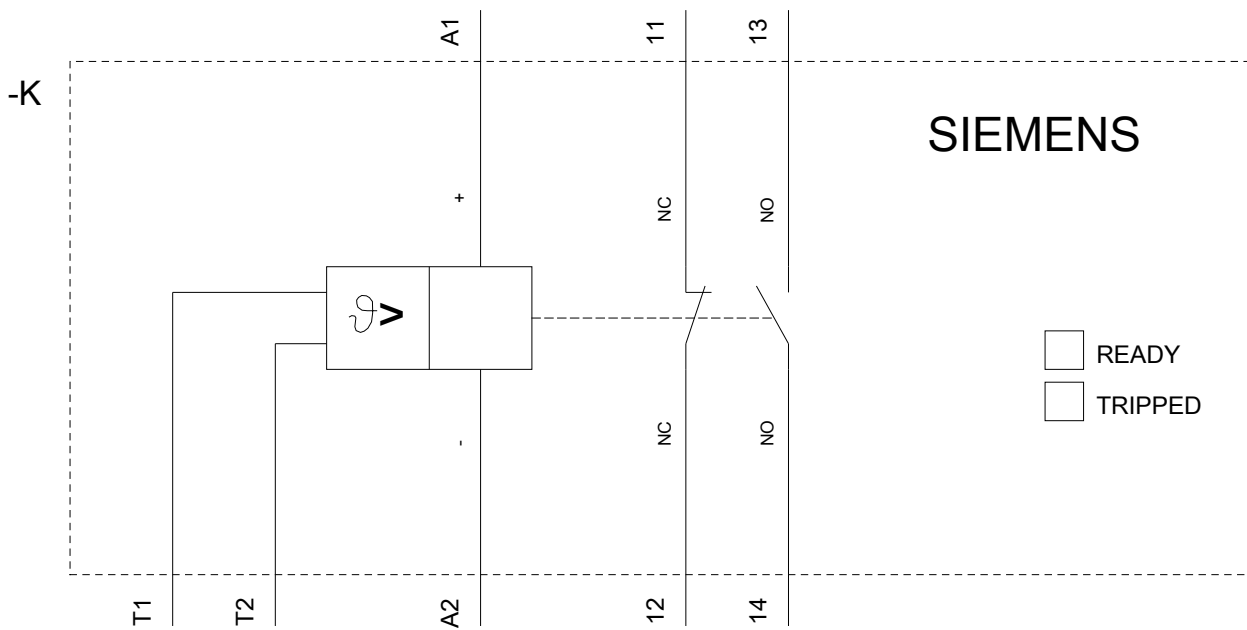 A1
11
13
-K
SIEMENS
+
NC
NO
ϑ>
READY
TRIPPED
-
NC
NO
T1
T2
A2
12
14